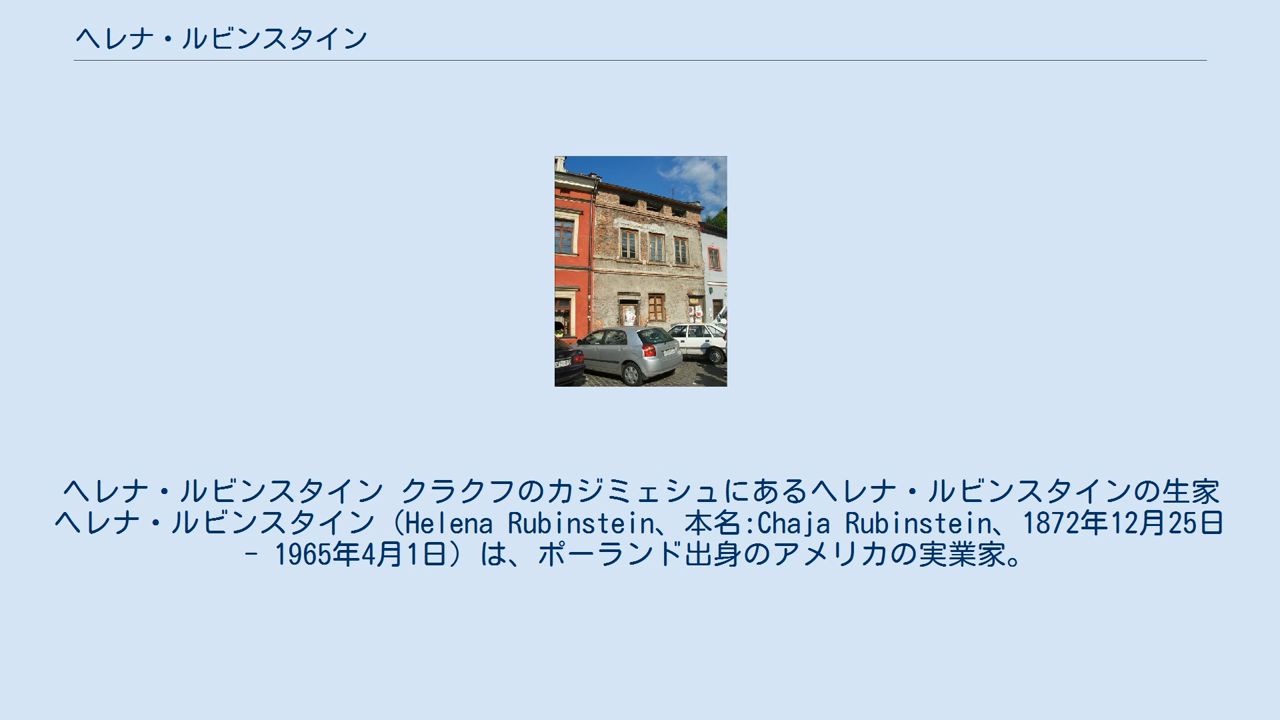 ヘレナ・ルビンスタイン
ヘレナ・ルビンスタイン クラクフのカジミェシュにあるヘレナ・ルビンスタインの生家
ヘレナ・ルビンスタイン（Helena Rubinstein、本名:Chaja Rubinstein、1872年12月25日
- 1965年4月1日）は、ポーランド出身のアメリカの実業家。